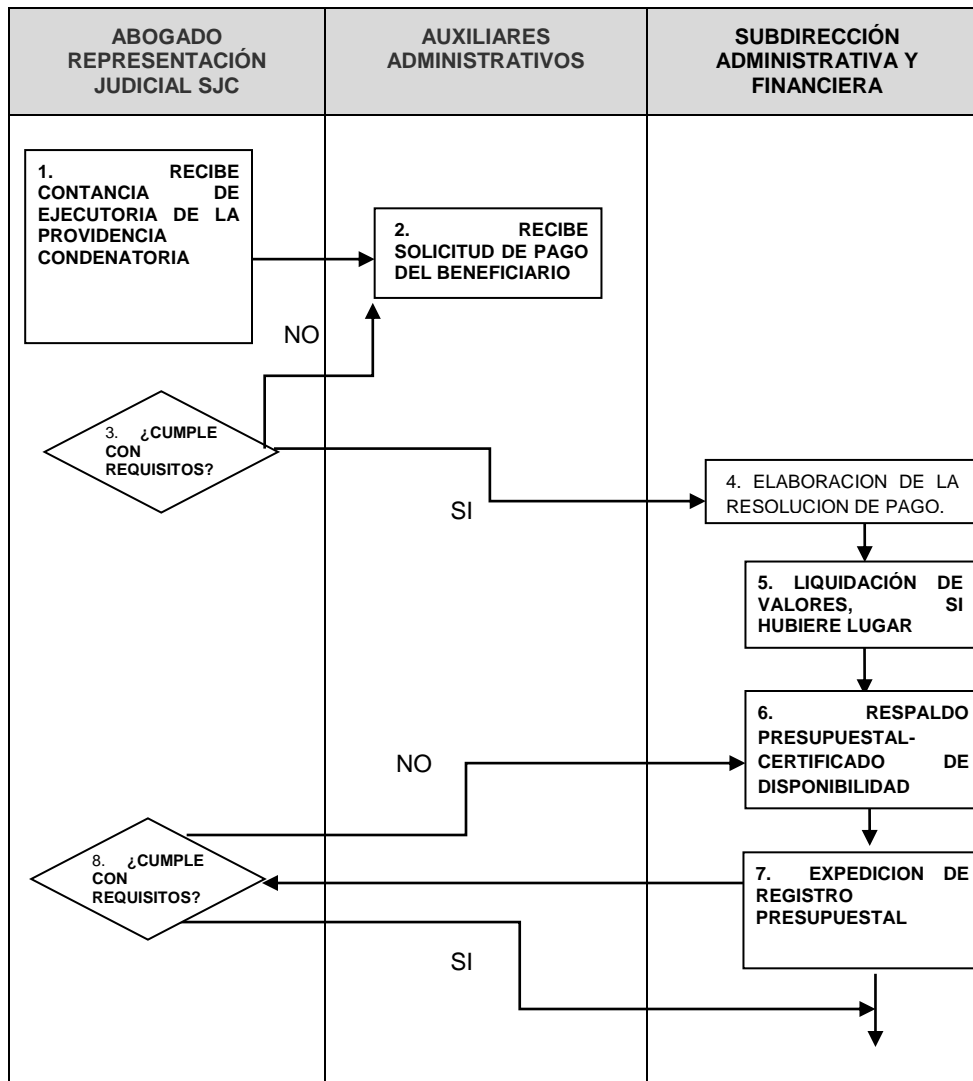 ABOGADO
REPRESENTACIÓN
JUDICIAL SJC
AUXILIARES
ADMINISTRATIVOS
SUBDIRECCIÓN
ADMINISTRATIVA Y
FINANCIERA
1. RECIBE
CONTANCIA DE
EJECUTORIA DE LA
PROVIDENCIA
CONDENATORIA
2. RECIBE
SOLICITUD DE PAGO
DEL BENEFICIARIO
NO
3. ¿CUMPLE
CON
REQUISITOS?
SI
4. ELABORACION DE LA
RESOLUCION DE PAGO.
5. LIQUIDACIÓN DE
VALORES, SI
HUBIERE LUGAR
6. RESPALDO
PRESUPUESTAL-
CERTIFICADO DE
DISPONIBILIDAD
NO
8. ¿CUMPLE
CON
REQUISITOS?
7. EXPEDICION DE
REGISTRO
PRESUPUESTAL
SI